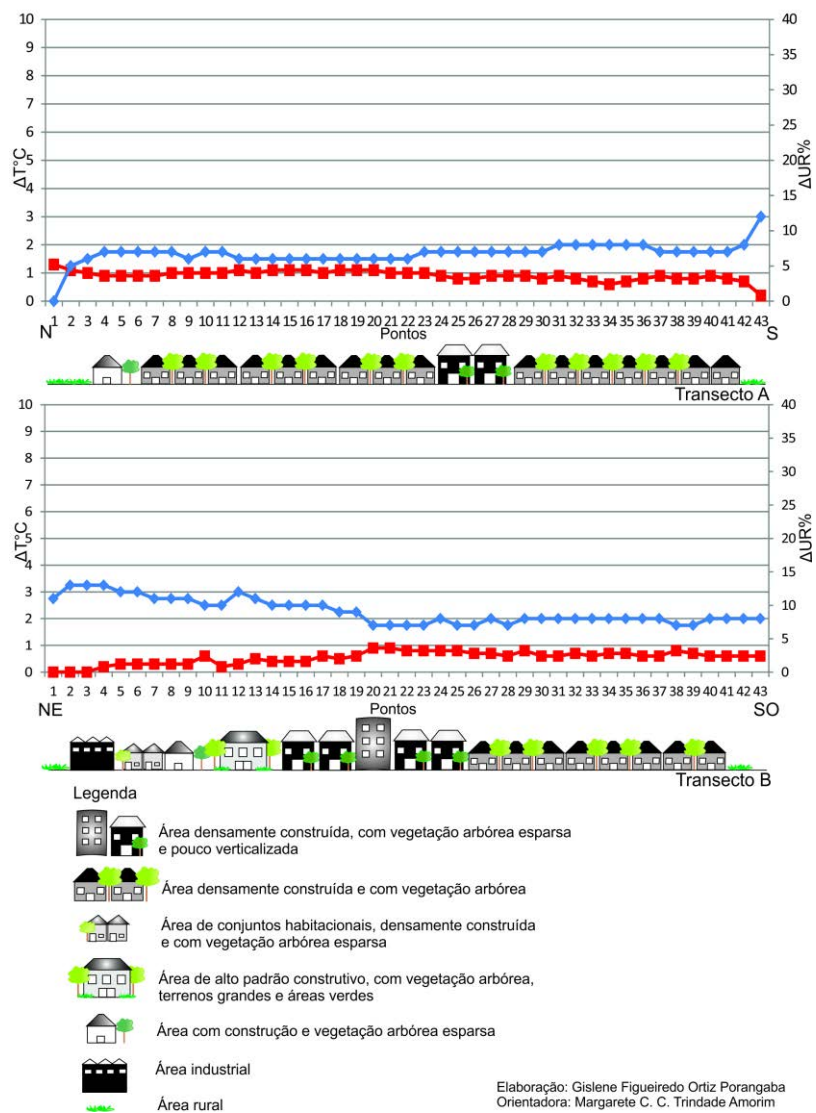 10 40
9 35
8 30
7 25
6
5 20
4 15
3 10
2
1 5
0 0
ΔT°C
ΔUR%
1 2 3 4 5 6 7 8 9 10 11 12 13 14 15 16 17 18 19 20 21 22 23 24 25 26 27 28 29 30 31 32 33 34 35 36 37 38 39 40 41 42 43
N Pontos S
Transecto A
10 40
9 35
8 30
7 25
6
5 20
4 15
3 10
2
1 5
0 0
ΔT°C
ΔUR%
1 2 3 4 5 6 7 8 9 10 11 12 13 14 15 16 17 18 19 20 21 22 23 24 25 26 27 28 29 30 31 32 33 34 35 36 37 38 39 40 41 42 43
NE Pontos SO
Transecto B
Legenda
Área densamente construída, com vegetação arbórea esparsa
e pouco verticalizada
Área densamente construída e com vegetação arbórea
Área de conjuntos habitacionais, densamente construída
e com vegetação arbórea esparsa
Área de alto padrão construtivo, com vegetação arbórea,
terrenos grandes e áreas verdes
Área com construção e vegetação arbórea esparsa
Área industrial
Área rural
Elaboração: Gislene Figueiredo Ortiz Porangaba
Orientadora: Margarete C. C. Trindade Amorim